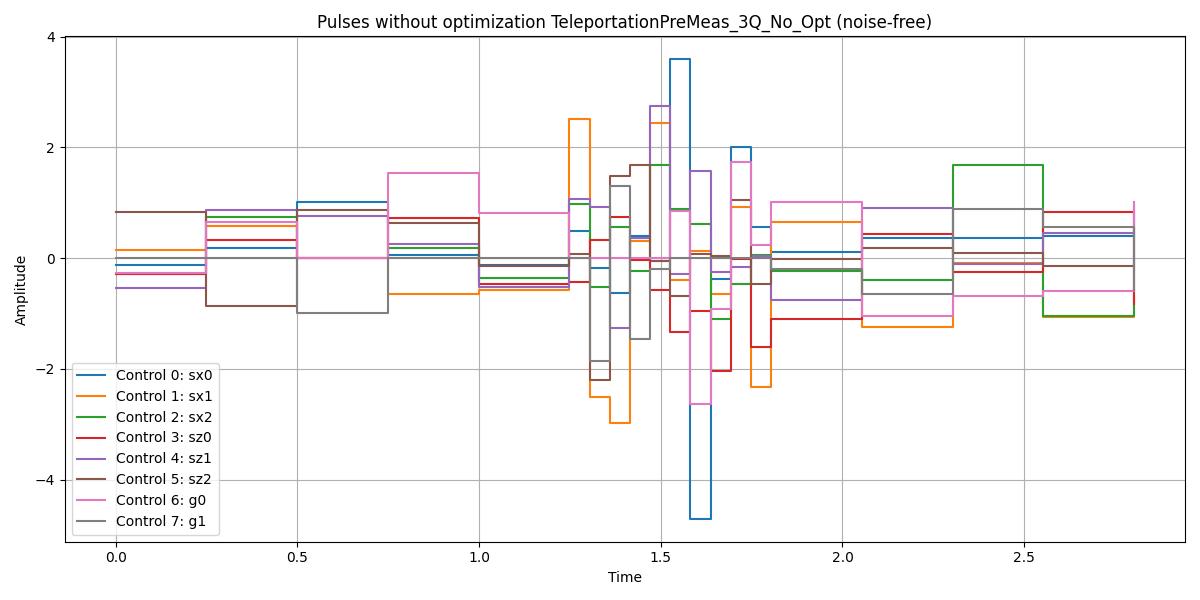 Pulses without optimization TeleportationPreMeas_3Q_No_Opt (noise-free)
4
2
0
−2
−4
Amplitude
Control 0: sx0
Control 1: sx1
Control 2: sx2
Control 3: sz0
Control 4: sz1
Control 5: sz2
Control 6: g0
Control 7: g1
0.0 0.5 1.0 1.5 2.0 2.5
Time